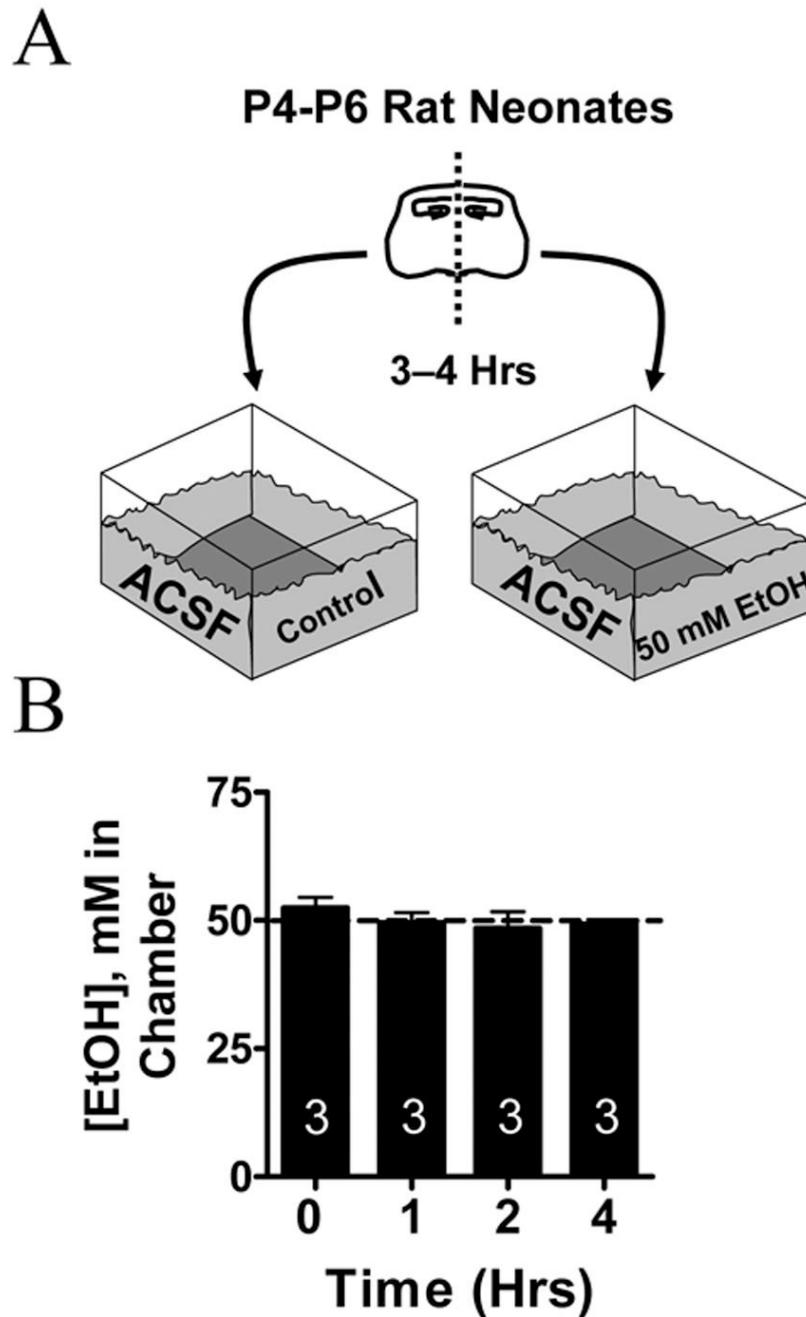 A
P4-P6 Rat Neonates
3–4 Hrs
ACSF
Control
ACSF
50 mM EtOH
B
[EtOH], mM in
Chamber
75
50
25
0
3
3
3
3
0
1
2
4
Time (Hrs)